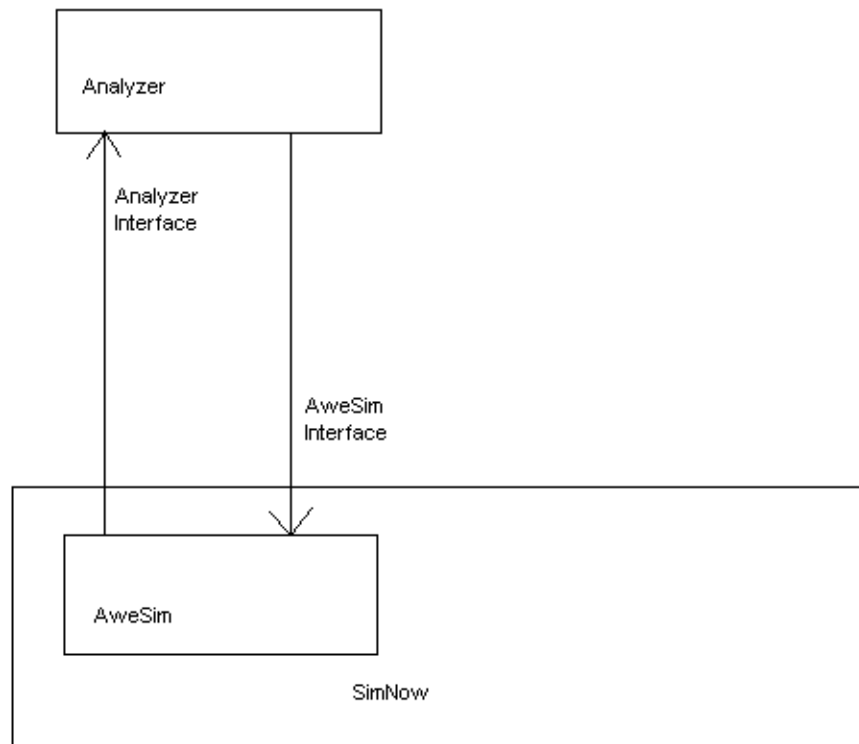 Analyzer
Analyzer
Interface
AweSim
Interface
AweSim
SimNow